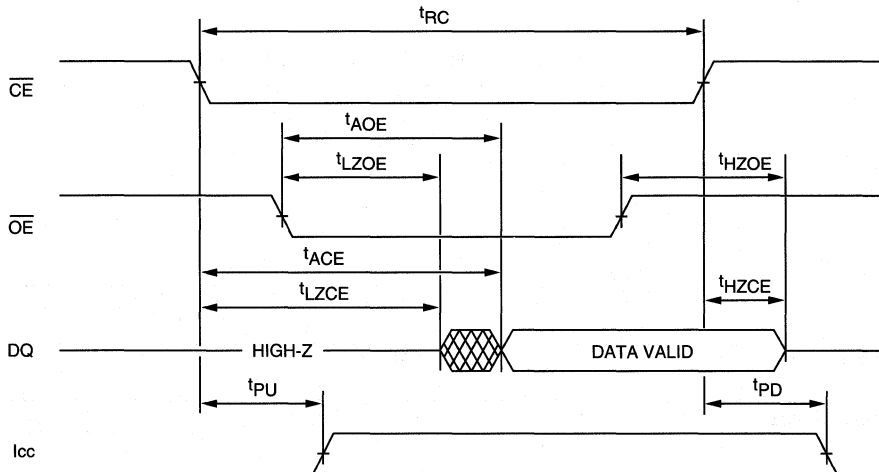 tRC
CE
tAOE
tLZOE
tHZOE
OE
tACE
tLZCE
tHZCE
DQ
HIGH-Z
DATA VALID
tPU
tPD
Icc